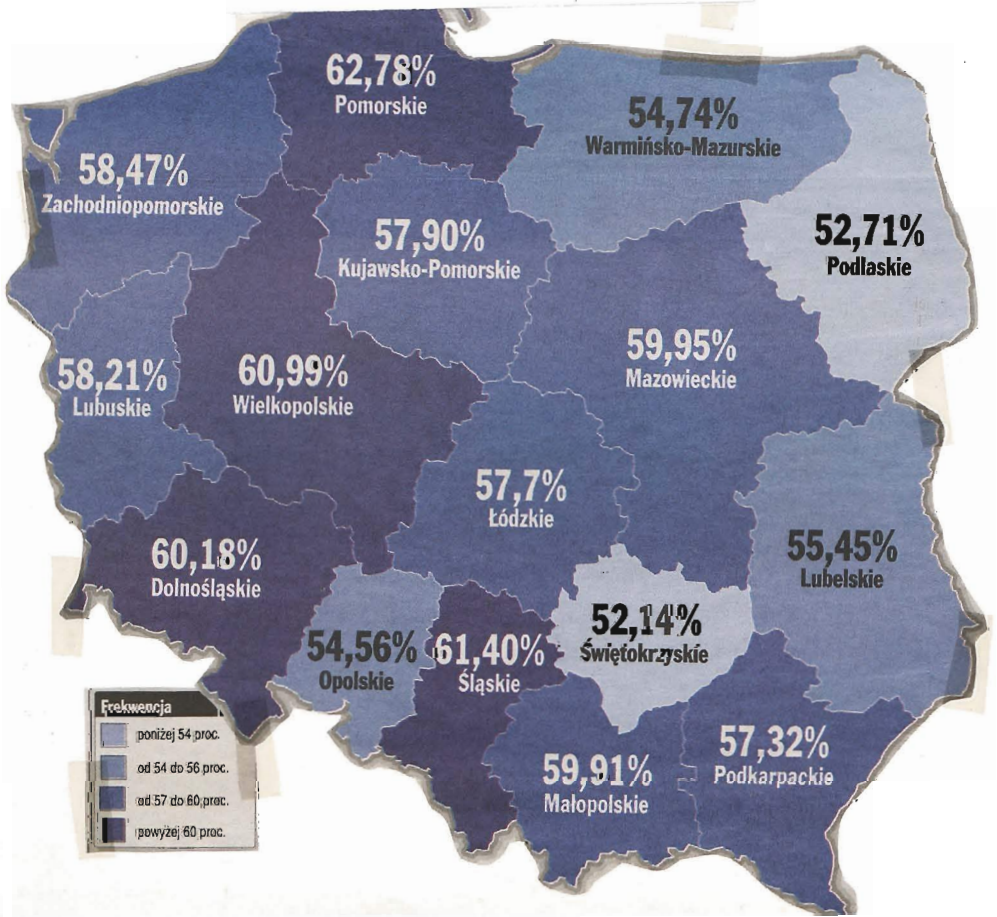 62,78%
Pomorskie
54,74%
Warmińsko-Mazurskie
58,47%
Zachodniopomorskie
57,90%
Kujawsko-Pomorskie
52,71%
Podlaskie
58,21%
Lubuskie
60,99%
Wielkopolskie
59,95%
Mazowieckie
57,7%
Łódzkie
60,18%
Dolnośląskie
55,45%
Lubelskie
54,56%
Opolskie
61,40%
Śląskie
52,14%
Świętokrzyskie
59,91%
Małopolskie
57,32%
Podkarpackie
Frekwencja
poniżej 54 proc.
od 54 do 56 proc.
od 57 do 60 proc.
powyżej 60 proc.